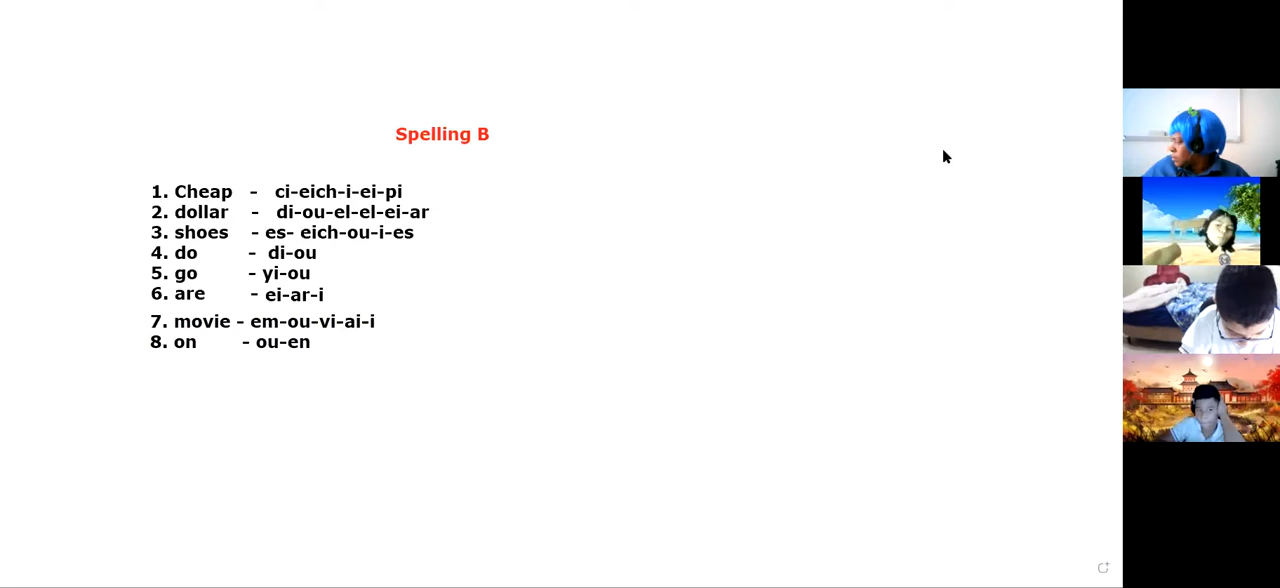 Spelling B
1. Cheap - ci-eich-i-ei-pi
2. dollar - di-ou-el-el-ei-ar
3. shoes - es- eich-ou-i-es
4. do - di-ou
5. go - yi-ou
6. are - ei-ar-i
7. movie - em-ou-vi-ai-i
8. on - ou-en